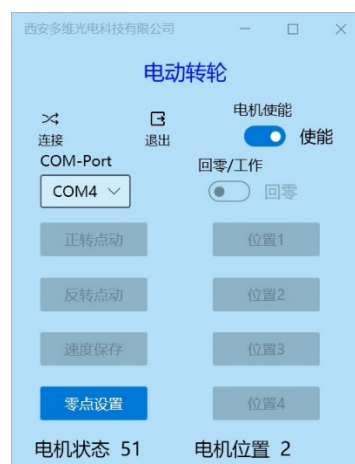 西安多维光电科技有限公司
电动转轮
电机使能
连接 退出 使能
COM-Port 回零/工作
COM4 回零
正转点动 位置1
反转点动 位置2
速度保存 位置3
零点设置 位置4
电机状态 51 电机位置 2